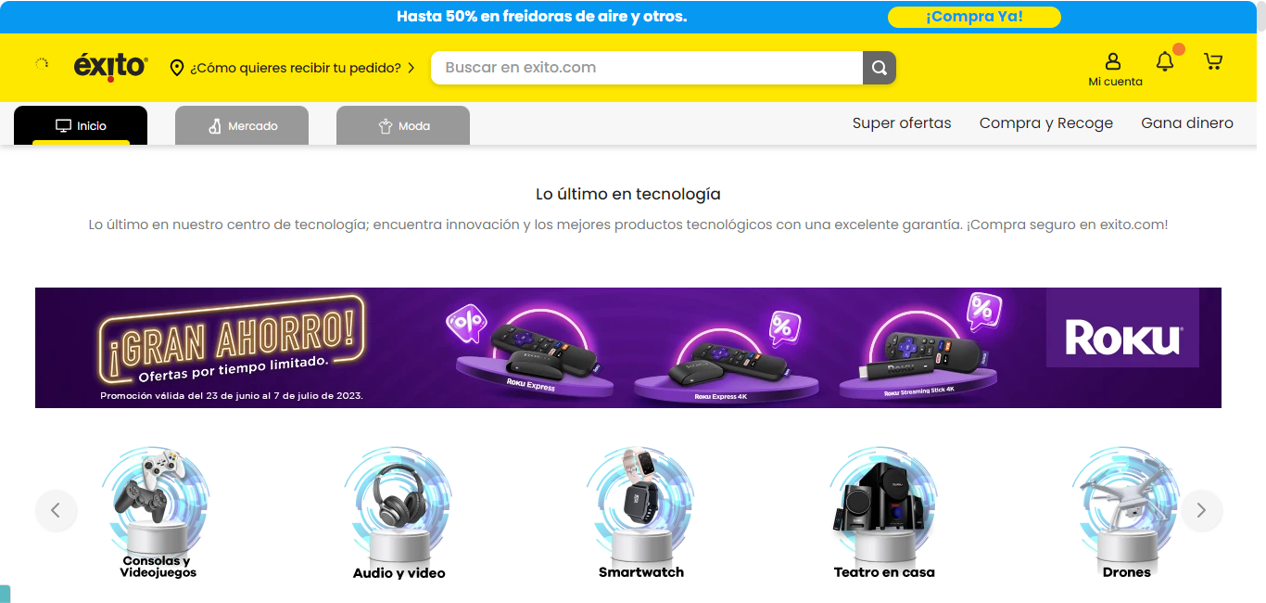 Hasta 50% en freidoras de aire y otros.
¡Compra Ya!
éxito
¿Cómo quieres recibir tu pedido?
Buscar en exito.com
Mi cuenta
Inicio
Mercado
Moda
Super ofertas
Compra y Recoge
Gana dinero
Lo último en tecnología
Lo último en nuestro centro de tecnología; encuentra innovación y los mejores productos tecnológicos con una excelente garantía. ¡Compra seguro en exito.com!
¡GRAN AHORRO!
Ofertas por tiempo limitado.
Promoción válida del 23 de junio al 7 de julio de 2023.
Roku Express
Roku Express 4K
Roku Streaming Stick 4K
ROKU
Consolas y
Videojuegos
Audio y video
Smartwatch
Teatro en casa
Drones